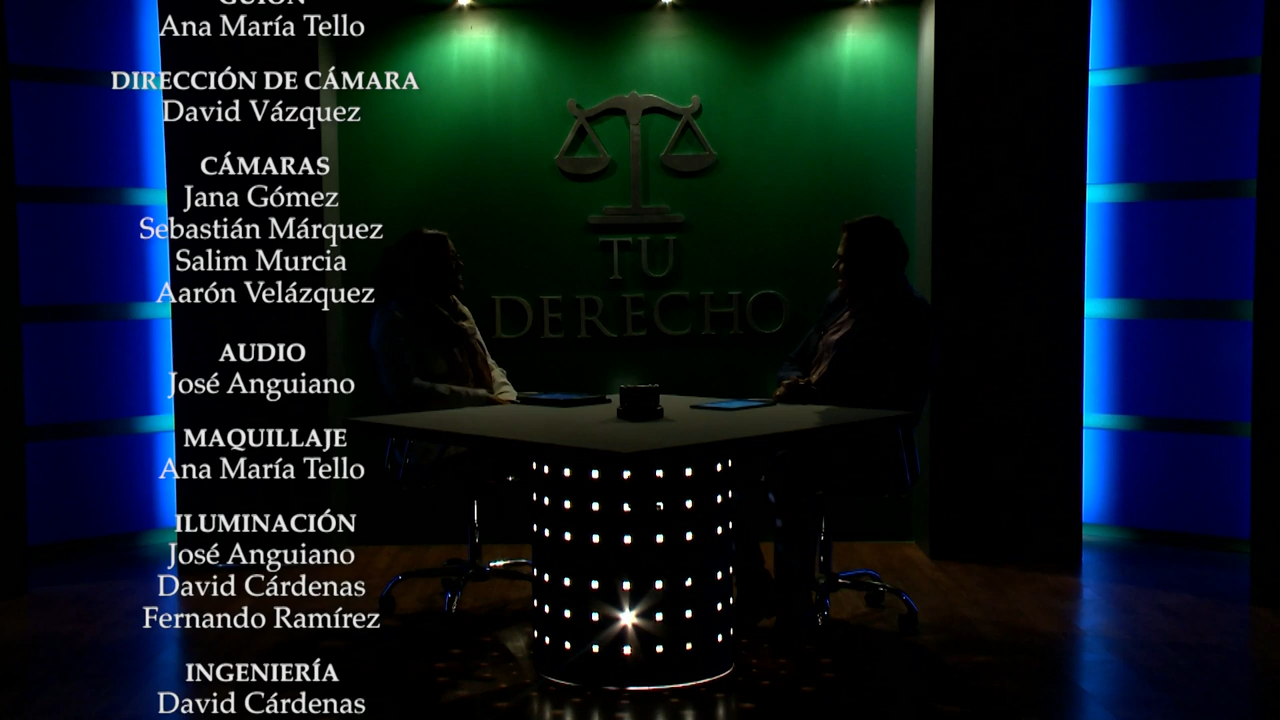 GUION
Ana María Tello
DIRECCIÓN DE CÁMARA
David Vázquez
CÁMARAS
Jana Gómez
Sebastián Márquez
Salim Murcia
Aarón Velázquez
AUDIO
José Anguiano
MAQUILLAJE
Ana María Tello
ILUMINACIÓN
José Anguiano
David Cárdenas
Fernando Ramírez
INGENIERÍA
David Cárdenas
TU
DERECHO